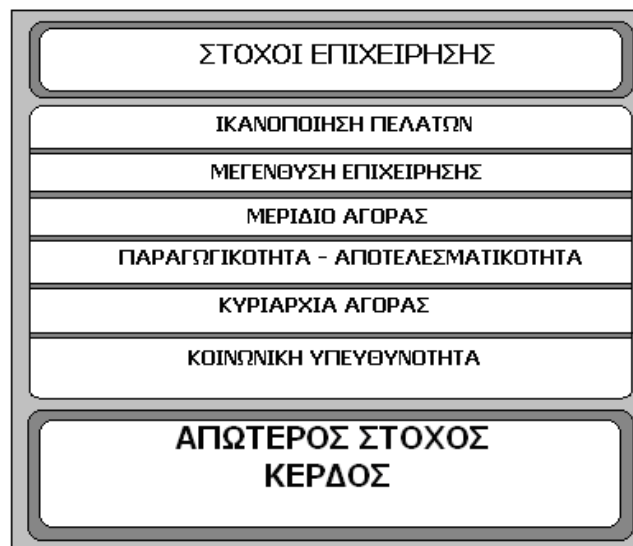 ΣΤΟΧΟΙ ΕΠΙΧΕΙΡΗΣΗΣ
ΙΚΑΝΟΠΟΙΗΣΗ ΠΕΛΑΤΩΝ
ΜΕΓΕΝΘΥΣΗ ΕΠΙΧΕΙΡΗΣΗΣ
ΜΕΡΙΔΙΟ ΑΓΟΡΑΣ
ΠΑΡΑΓΩΓΙΚΟΤΗΤΑ - ΑΠΟΤΕΛΕΣΜΑΤΙΚΟΤΗΤΑ
ΚΥΡΙΑΡΧΙΑ ΑΓΟΡΑΣ
ΚΟΙΝΩΝΙΚΗ ΥΠΕΥΘΥΝΟΤΗΤΑ
ΑΠΩΤΕΡΟΣ ΣΤΟΧΟΣ
ΚΕΡΔΟΣ